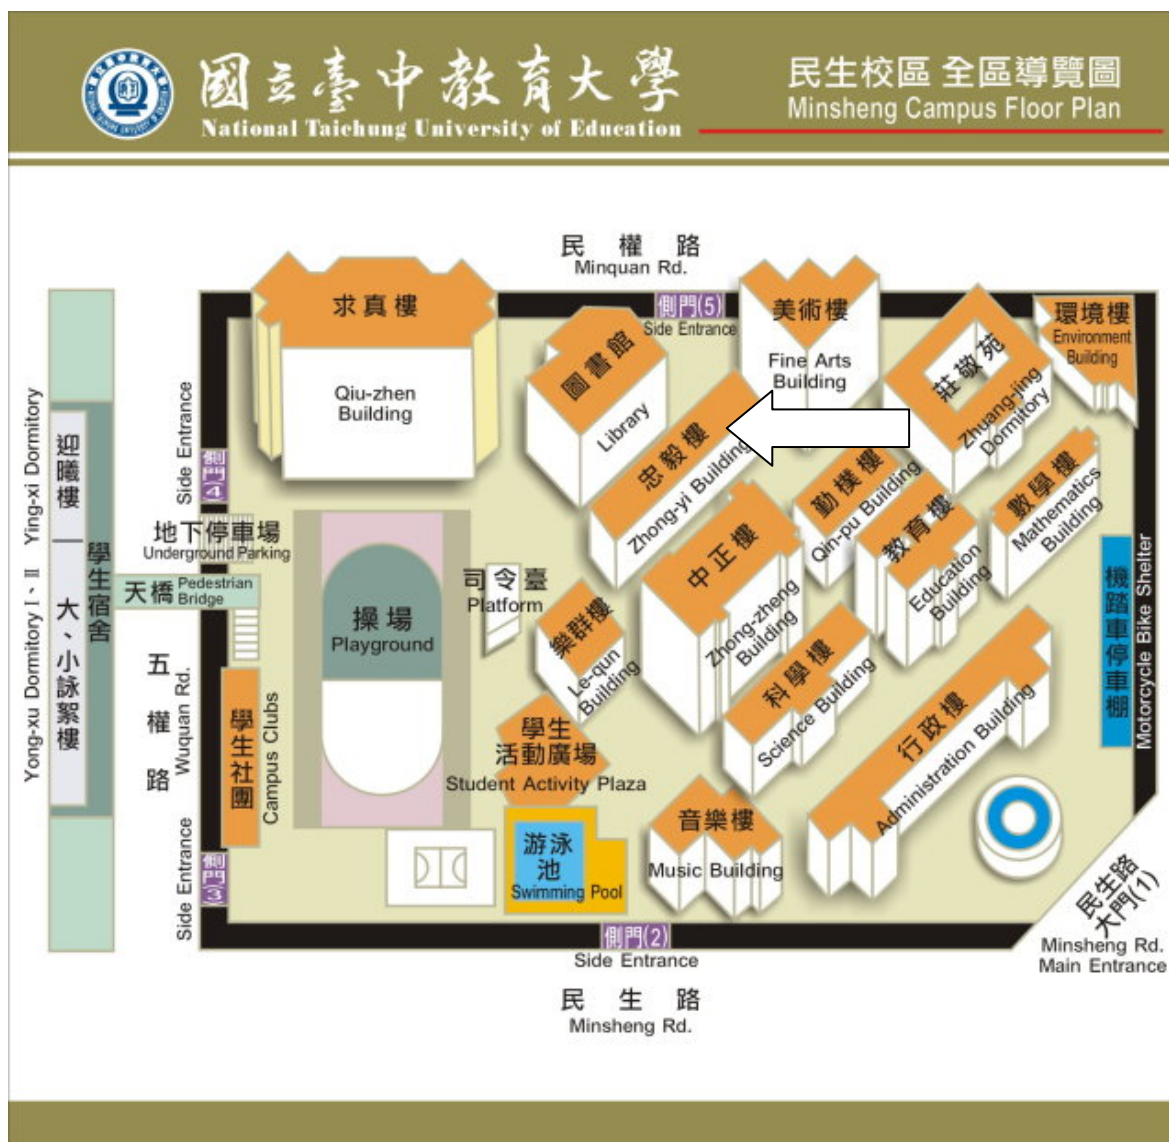 國立臺中教育大學
National Taichung University of Education
民生校區 全區導覽圖
Minsheng Campus Floor Plan
民權路
Minquan Rd.
求真樓
Qiu-zhen
Building
圖書館
Library
側門(5)
Side Entrance
美術樓
Fine Arts
Building
莊敬苑
Zhuang-jing
Dormitory
環境樓
Environment
Building
忠毅樓
Zhong-yi Building
勤樸樓
Qin-pu Building
教育樓
Education
Building
數學樓
Mathematics
Building
中正樓
Zhong-zheng
Building
Side Entrance
側門(4)
地下停車場
Underground Parking
天橋
Pedestrian
Bridge
迎曦樓
Ying-xi Dormitory
大、小詠絮樓
Yong-xu Dormitory I、II
學生宿舍
五權路
Wuquan Rd.
學生社團
Campus Clubs
操場
Playground
司令臺
Platform
樂群樓
Le-qun
Building
科學樓
Science Building
學生
活動廣場
Student Activity Plaza
行政樓
Administration Building
機踏車停車棚
Motorcycle Bike Shelter
音樂樓
Music Building
游泳
池
Swimming Pool
Side Entrance
側門(3)
側門(2)
Side Entrance
民生路
大門(1)
Minsheng Rd.
Main Entrance
民生路
Minsheng Rd.